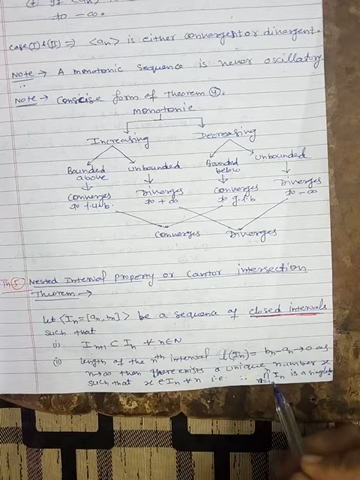 to - ∞.
Case (I) & (II) ⇒ <an> is either convergent or divergent.
Note → A monotonic sequence is never oscillatory
Note → Concise form of Theorem 4.
Monotonic
Increasing Decreasing
Bounded above Unbounded Bounded below Unbounded
Converges to l.u.b. Diverges to + ∞ Converges to g.l.b Diverges to - ∞
Converges Diverges
Th 5 Nested Interval Property or Cantor intersection
Theorem →
Let <In = [an, bn]> be a sequence of closed intervals
such that
(i) In+1 ⊂ In ∀ n∈N
(ii) length of the nth interval l(In) = bn - an → 0 as
n→∞ then there exists a unique number x
such that x ∈ In ∀ n i.e. ∩ In is a